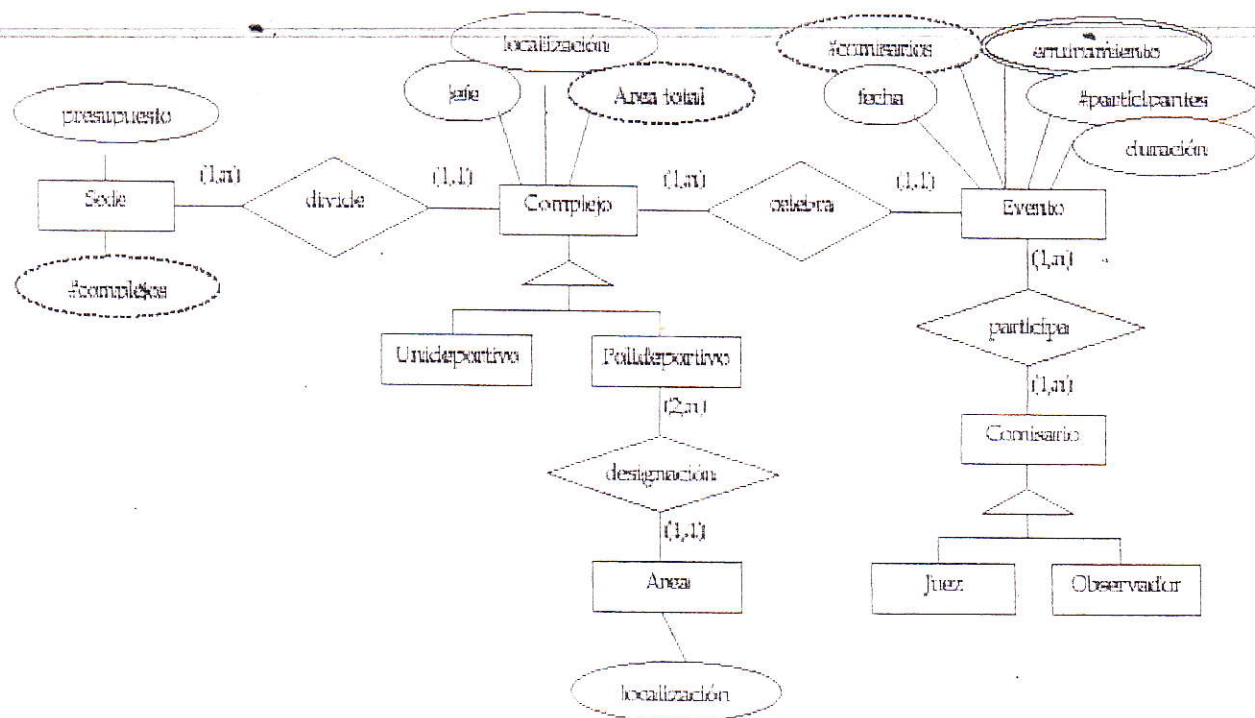 localización
#comisarios
jefe
Area total
fecha
#participantes
presupuesto
duración
(1,n)
(1,1)
(1,n)
(1,1)
Sede
divide
Complejo
celebra
Evento
(1,n)
#complejos
participa
Unideportivo
Polideportivo
(1,n)
(2,n)
Comisario
designación
(1,1)
Area
Juez
Observador
localización